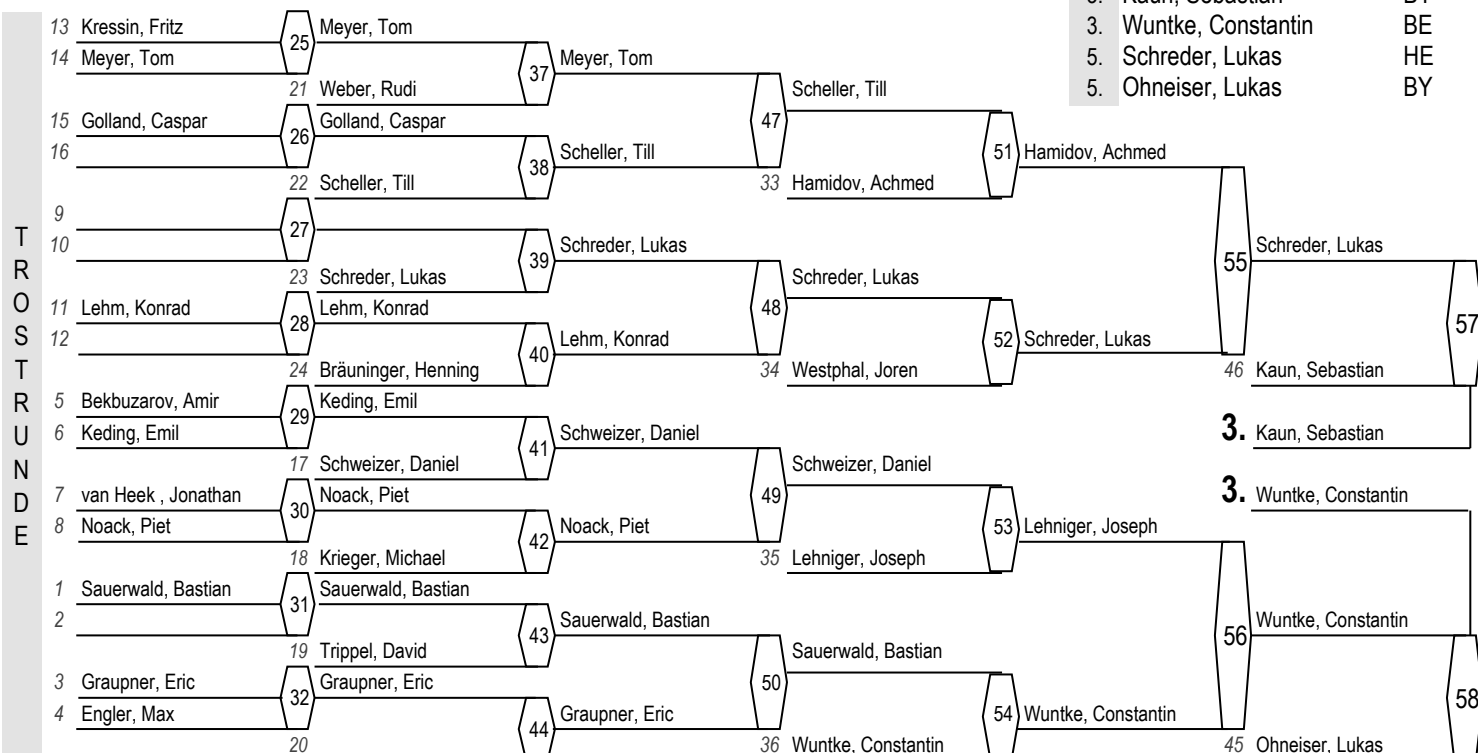 3. Kaun, Sebastian BY
3. Wuntke, Constantin BE
5. Schreder, Lukas HE
5. Ohneiser, Lukas BY
TROSTRUNDE
13 Kressin, Fritz
14 Meyer, Tom
15 Golland, Caspar
16
9
10
11 Lehm, Konrad
12
5 Bekbuzarov, Amir
6 Keding, Emil
7 van Heek , Jonathan
8 Noack, Piet
1 Sauerwald, Bastian
2
3 Graupner, Eric
4 Engler, Max
25 Meyer, Tom
21 Weber, Rudi
26 Golland, Caspar
22 Scheller, Till
27
23 Schreder, Lukas
28 Lehm, Konrad
24 Bräuninger, Henning
29 Keding, Emil
17 Schweizer, Daniel
30 Noack, Piet
18 Krieger, Michael
31 Sauerwald, Bastian
19 Trippel, David
32 Graupner, Eric
20
37 Meyer, Tom
38 Scheller, Till
39 Schreder, Lukas
40 Lehm, Konrad
41 Schweizer, Daniel
42 Noack, Piet
43 Sauerwald, Bastian
44 Graupner, Eric
47 Scheller, Till
33 Hamidov, Achmed
48 Schreder, Lukas
34 Westphal, Joren
49 Schweizer, Daniel
35 Lehniger, Joseph
50 Sauerwald, Bastian
36 Wuntke, Constantin
51 Hamidov, Achmed
52 Schreder, Lukas
53 Lehniger, Joseph
54 Wuntke, Constantin
55 Schreder, Lukas
46 Kaun, Sebastian
57
3. Kaun, Sebastian
3. Wuntke, Constantin
56 Wuntke, Constantin
45 Ohneiser, Lukas
58